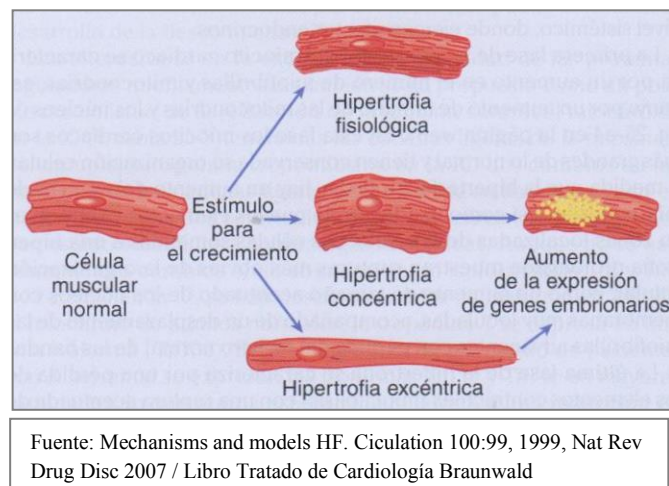 Hipertrofia
fisiológica
Célula
muscular
normal
Estímulo
para
el crecimiento
Hipertrofia
concéntrica
Aumento
de la expresión
de genes embrionarios
Hipertrofia excéntrica
Fuente: Mechanisms and models HF. Ciculation 100:99, 1999, Nat Rev
Drug Disc 2007 / Libro Tratado de Cardiología Braunwald